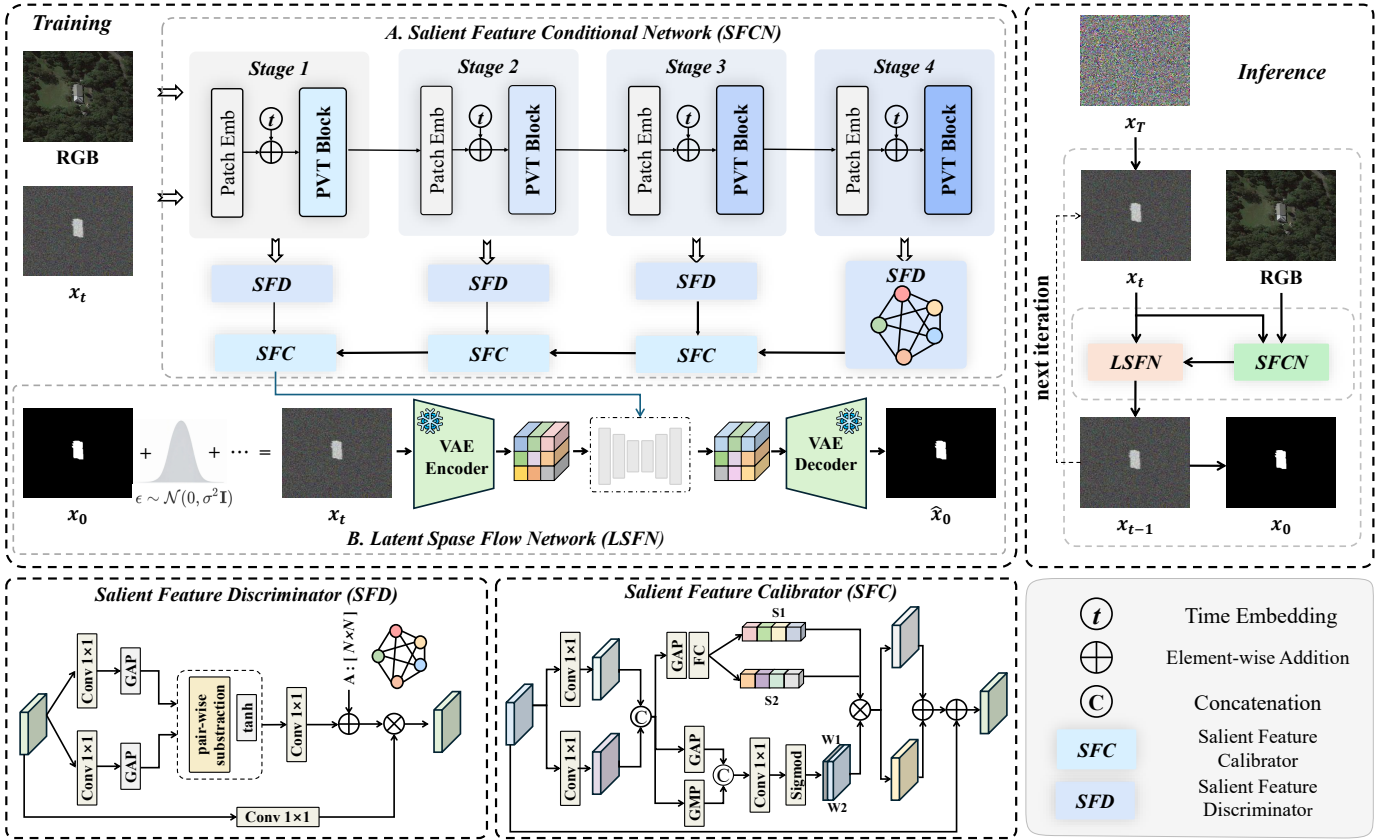 Training
A. Salient Feature Conditional Network (SFCN)
Stage 1
Stage 2
Stage 3
Stage 4
Patch Emb
t
PVT Block
Patch Emb
t
PVT Block
Patch Emb
t
PVT Block
Patch Emb
t
PVT Block
RGB
x_t
SFD
SFD
SFD
SFD
SFC
SFC
SFC
+
+ ⋯ =
ϵ ∼ 𝒩(0, σ²I)
VAE
Encoder
VAE
Decoder
x_0
x_t
x̂_0
B. Latent Spase Flow Network (LSFN)
Inference
x_T
x_t
RGB
next iteration
LSFN
SFCN
x_{t−1}
x_0
Salient Feature Discriminator (SFD)
Conv 1×1
GAP
Conv 1×1
GAP
pair-wise
substraction
tanh
Conv 1×1
A : [ N×N ]
Conv 1×1
Salient Feature Calibrator (SFC)
Conv 1×1
Conv 1×1
C
GAP
FC
S1
S2
GAP
GMP
C
Conv 1×1
Sigmod
W1
W2
t
Time Embedding
Element-wise Addition
C
Concatenation
SFC
Salient Feature
Calibrator
SFD
Salient Feature
Discriminator